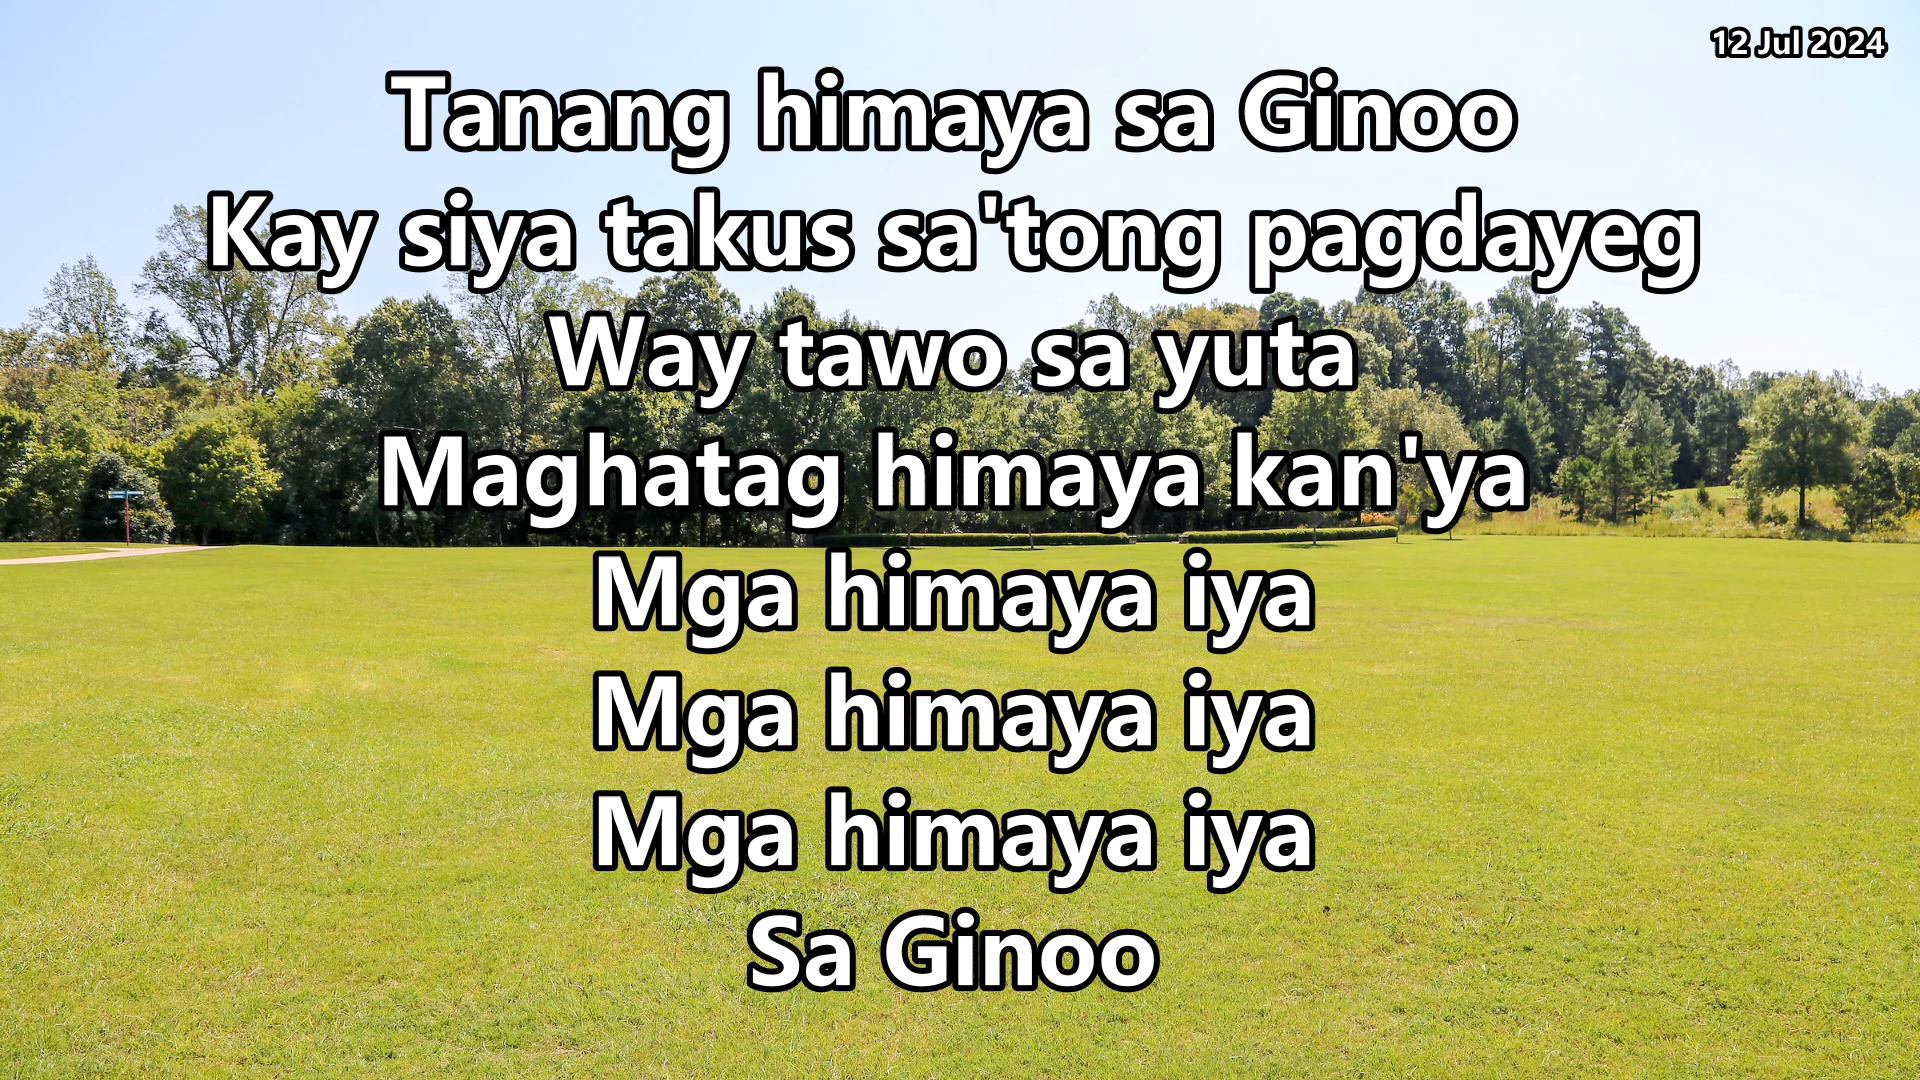 12 Jul 2024
Tanang himaya sa Ginoo
Kay siya takus sa'tong pagdayeg
Way tawo sa yuta
Maghatag himaya kan'ya
Mga himaya iya
Mga himaya iya
Mga himaya iya
Sa Ginoo